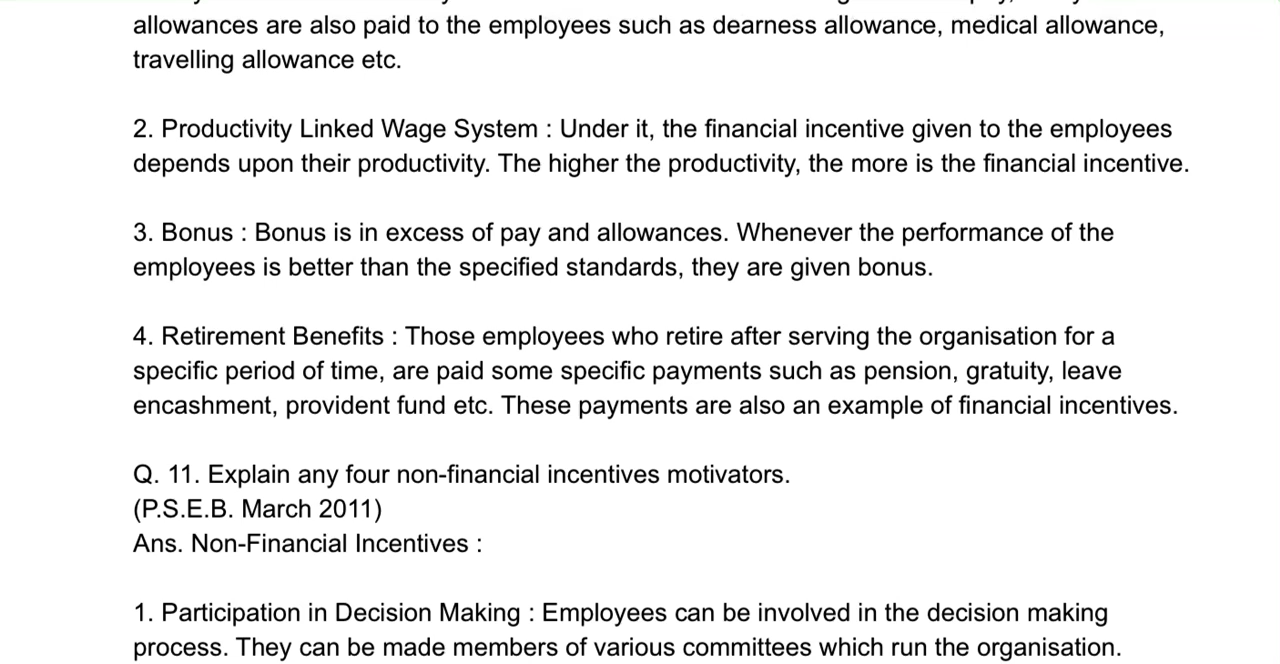 allowances are also paid to the employees such as dearness allowance, medical allowance,
travelling allowance etc.
2. Productivity Linked Wage System : Under it, the financial incentive given to the employees
depends upon their productivity. The higher the productivity, the more is the financial incentive.
3. Bonus : Bonus is in excess of pay and allowances. Whenever the performance of the
employees is better than the specified standards, they are given bonus.
4. Retirement Benefits : Those employees who retire after serving the organisation for a
specific period of time, are paid some specific payments such as pension, gratuity, leave
encashment, provident fund etc. These payments are also an example of financial incentives.
Q. 11. Explain any four non-financial incentives motivators.
(P.S.E.B. March 2011)
Ans. Non-Financial Incentives :
1. Participation in Decision Making : Employees can be involved in the decision making
process. They can be made members of various committees which run the organisation.